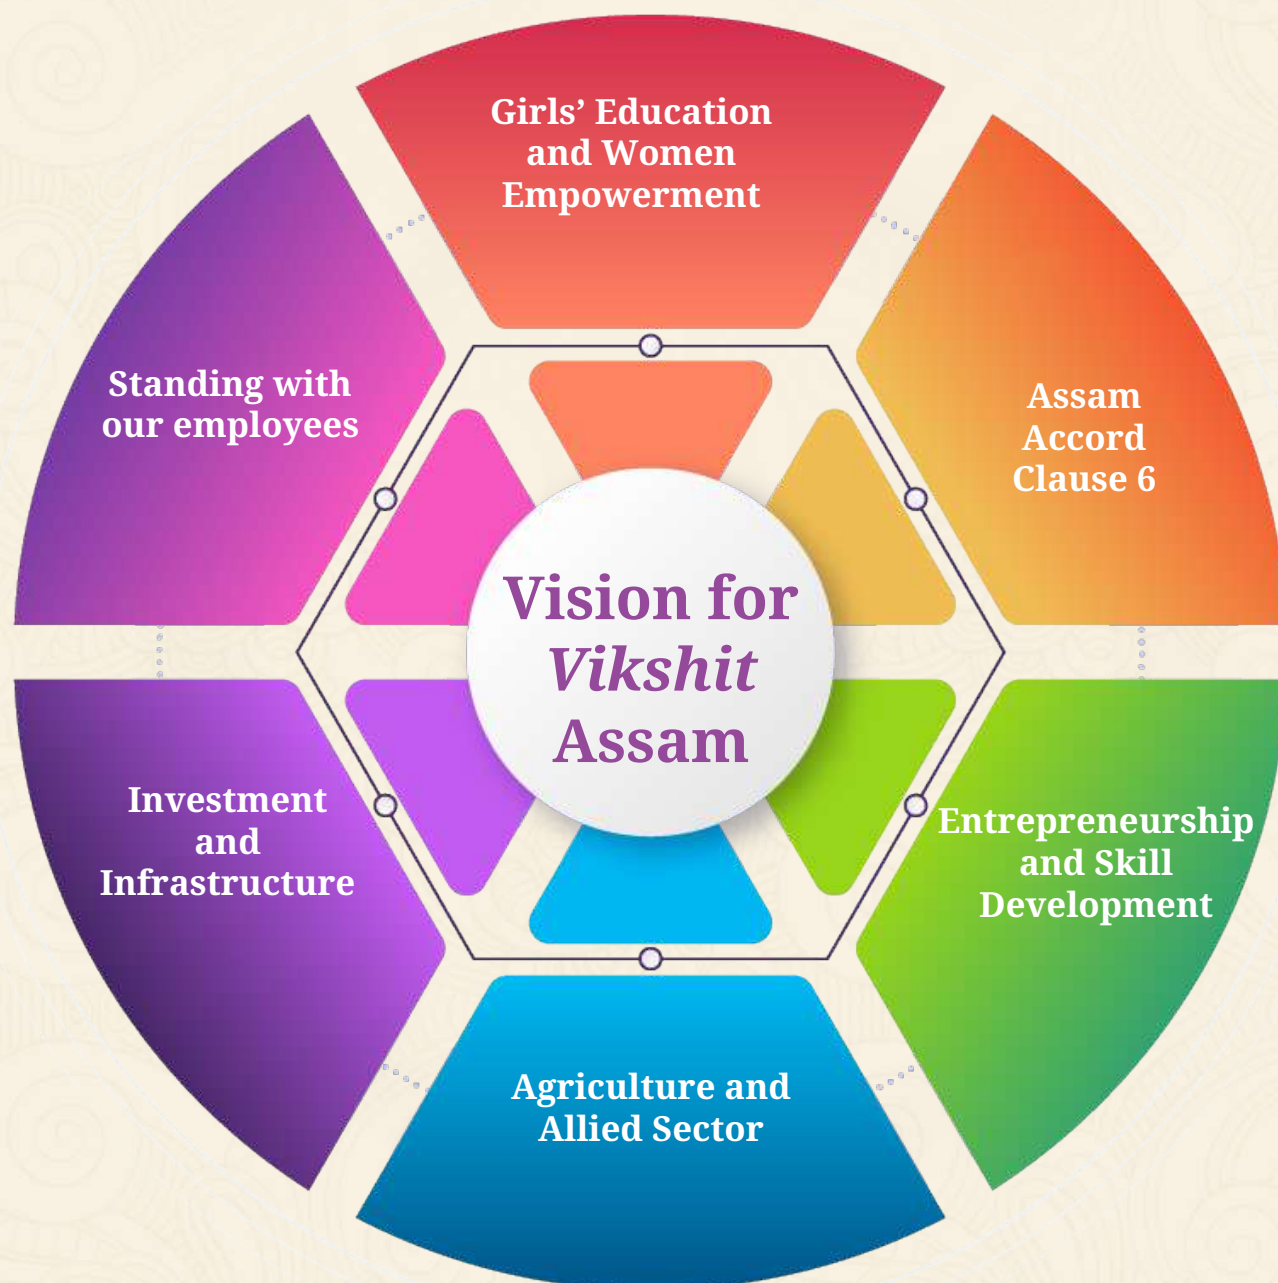 Girls’ Education
and Women
Empowerment
Standing with
our employees
Assam
Accord
Clause 6
Vision for
Vikshit
Assam
Investment
and
Infrastructure
Entrepreneurship
and Skill
Development
Agriculture and
Allied Sector